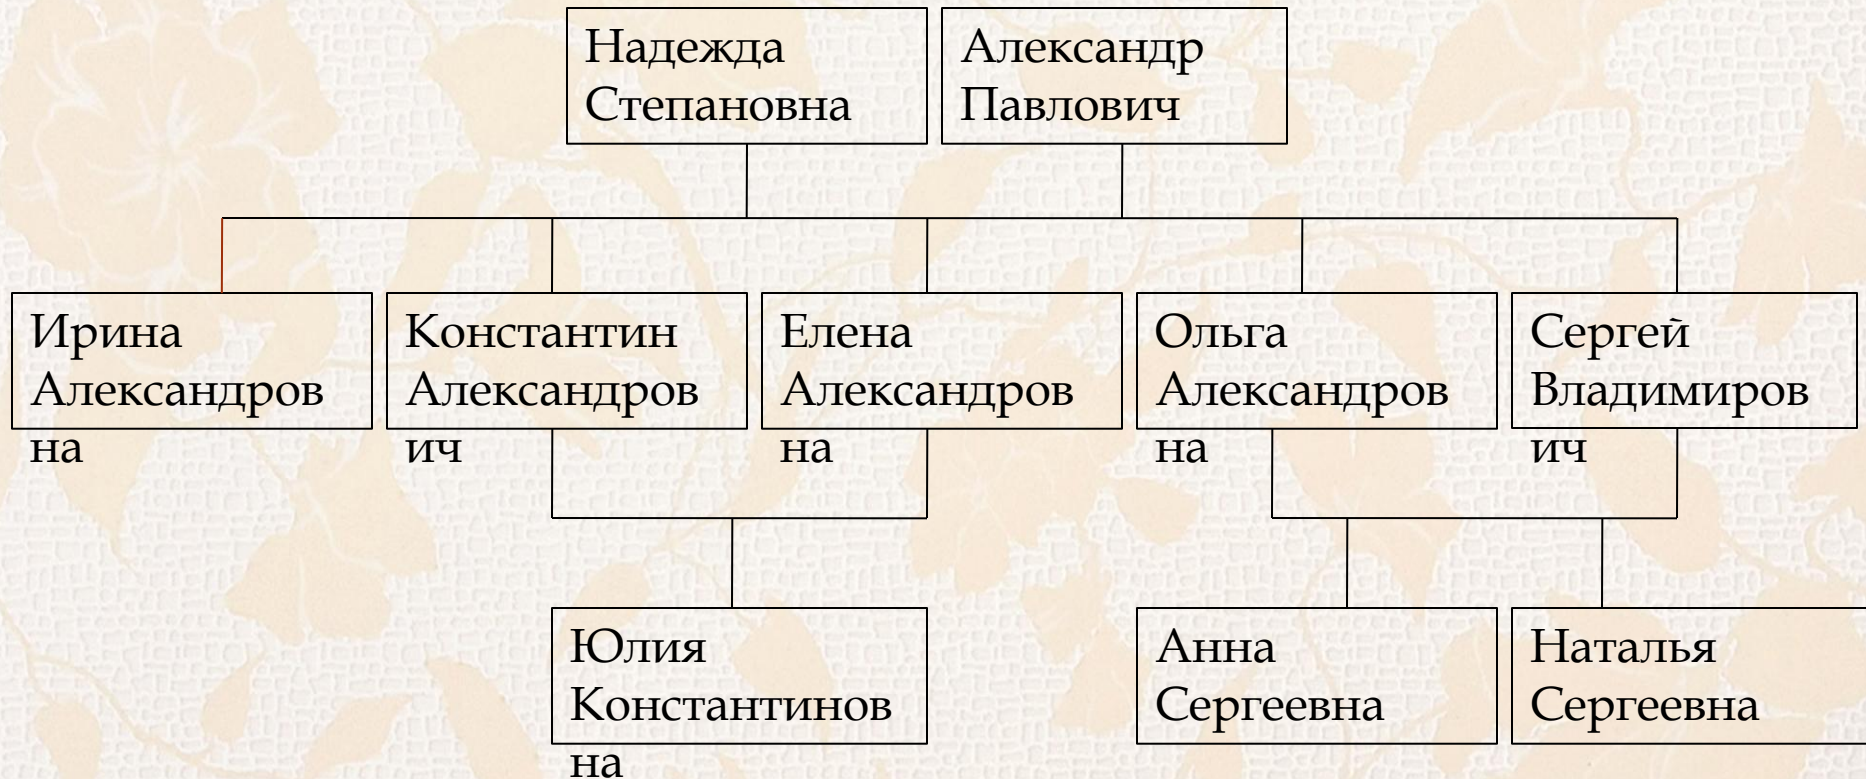 Надежда
Степановна
Александр
Павлович
Ирина
Александров
на
Константин
Александров
ич
Елена
Александров
на
Ольга
Александров
на
Сергей
Владимиров
ич
Юлия
Константинов
на
Анна
Сергеевна
Наталья
Сергеевна